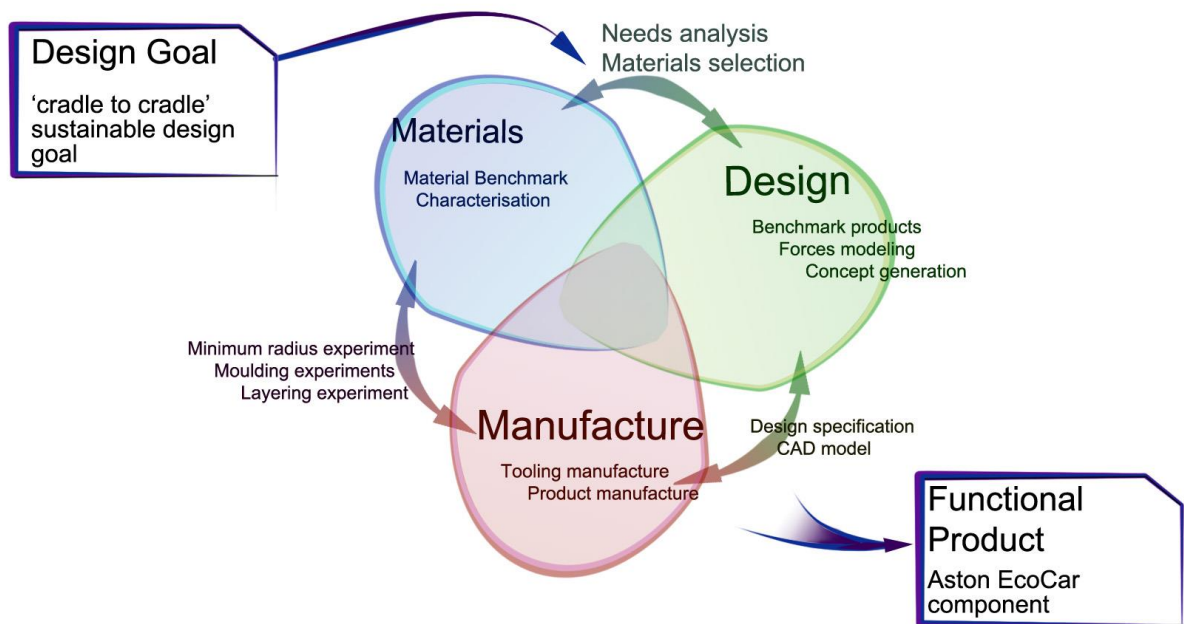 Design Goal
‘cradle to cradle’
sustainable design
goal
Needs analysis
Materials selection
Materials
Material Benchmark
Characterisation
Design
Benchmark products
Forces modeling
Concept generation
Minimum radius experiment
Moulding experiments
Layering experiment
Manufacture
Tooling manufacture
Product manufacture
Design specification
CAD model
Functional
Product
Aston EcoCar
component